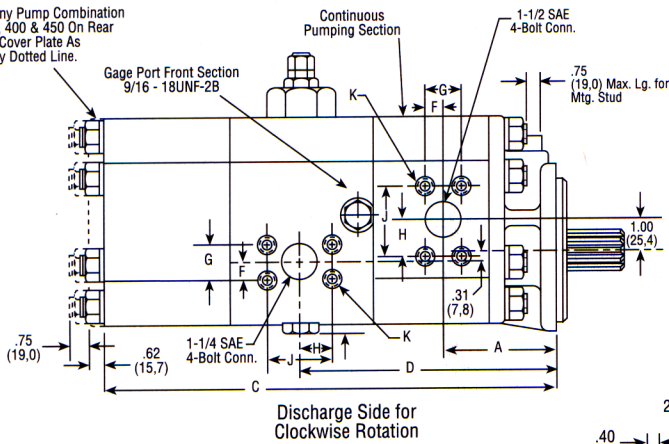 ny Pump Combination
400 & 450 On Rear
Cover Plate As
y Dotted Line.
Continuous
Pumping Section
1-1/2 SAE
4-Bolt Conn.
Gage Port Front Section
9/16 - 18UNF-2B
K
G
F
.75
(19,0) Max. Lg. for
Mtg. Stud
J
H
1.00
(25,4)
G
F
.31
(7,8)
K
.75
(19,0)
.62
(15,7)
1-1/4 SAE
4-Bolt Conn.
J
H
A
D
C
Discharge Side for
Clockwise Rotation
2
.40